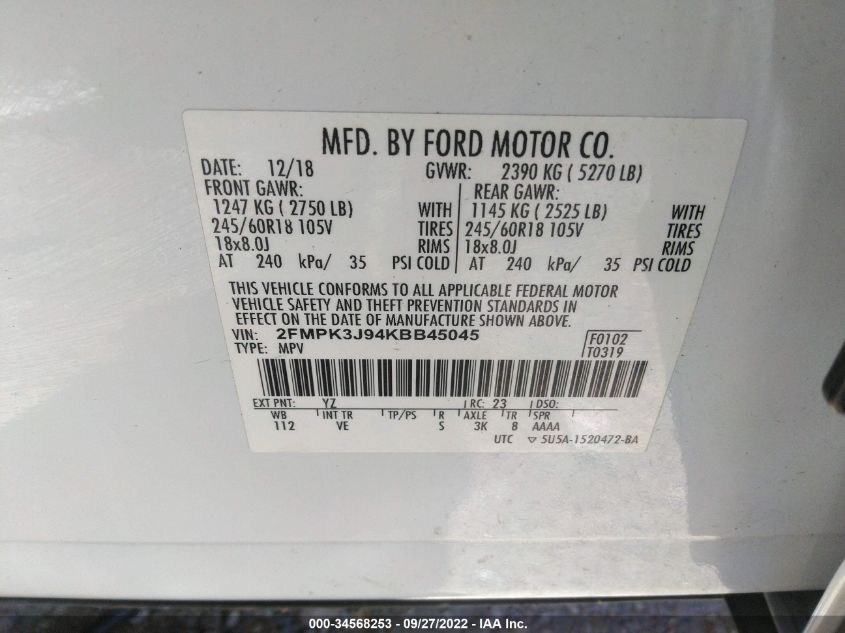 MFD. BY FORD MOTOR CO.
DATE: 12/18 GVWR: 2390 KG ( 5270 LB)
FRONT GAWR: REAR GAWR:
1247 KG ( 2750 LB) WITH 1145 KG ( 2525 LB) WITH
245/60R18 105V TIRES 245/60R18 105V TIRES
18x8.0J RIMS 18x8.0J RIMS
AT 240 kPa/ 35 PSI COLD AT 240 kPa/ 35 PSI COLD
THIS VEHICLE CONFORMS TO ALL APPLICABLE FEDERAL MOTOR
VEHICLE SAFETY AND THEFT PREVENTION STANDARDS IN
EFFECT ON THE DATE OF MANUFACTURE SHOWN ABOVE.
VIN: 2FMPK3J94KBB45045 F0102
TYPE: MPV T0319
EXT PNT: YZ RC: 23 DSO:
WB INT TR TP/PS R AXLE TR SPR
112 VE S 3K 8 AAAA
UTC ▽ 5U5A-1520472-BA
000-34568253 - 09/27/2022 - IAA Inc.